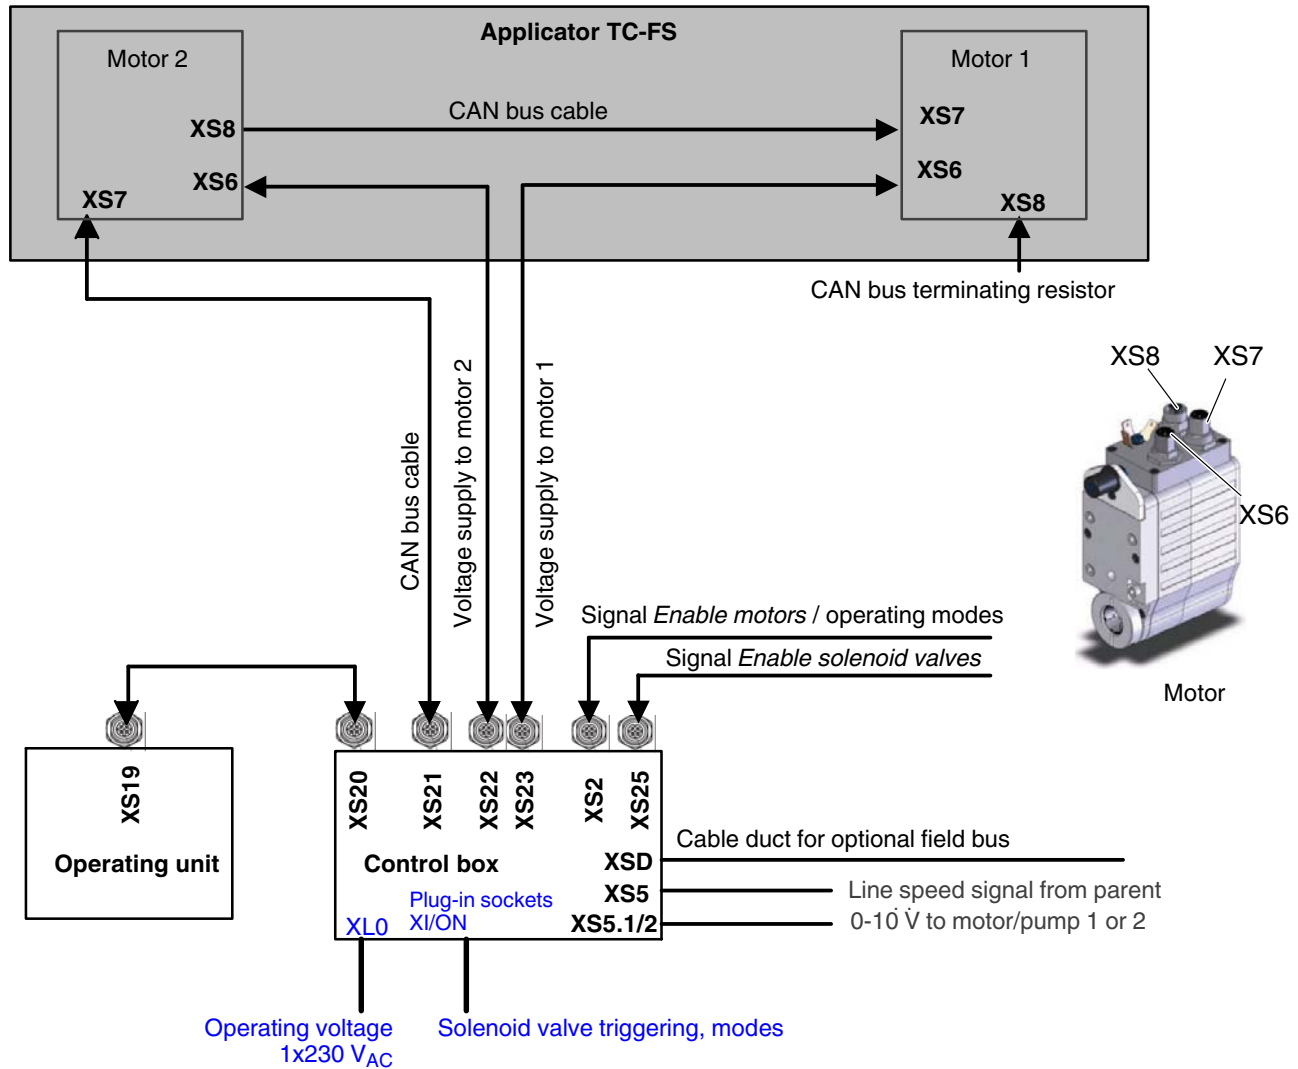 Applicator TC-FS
Motor 2
Motor 1
CAN bus cable
XS8
XS7
XS6
XS6
XS7
XS8
CAN bus terminating resistor
XS8
XS7
XS6
Motor
CAN bus cable
Voltage supply to motor 2
Voltage supply to motor 1
Signal Enable motors / operating modes
Signal Enable solenoid valves
XS19
Operating unit
XS20
XS21
XS22
XS23
XS2
XS25
Control box
XSD
Cable duct for optional field bus
XS5
Line speed signal from parent
Plug-in sockets
XI/ON
XL0
XS5.1/2
0-10 V to motor/pump 1 or 2
Operating voltage
1x230 VAC
Solenoid valve triggering, modes